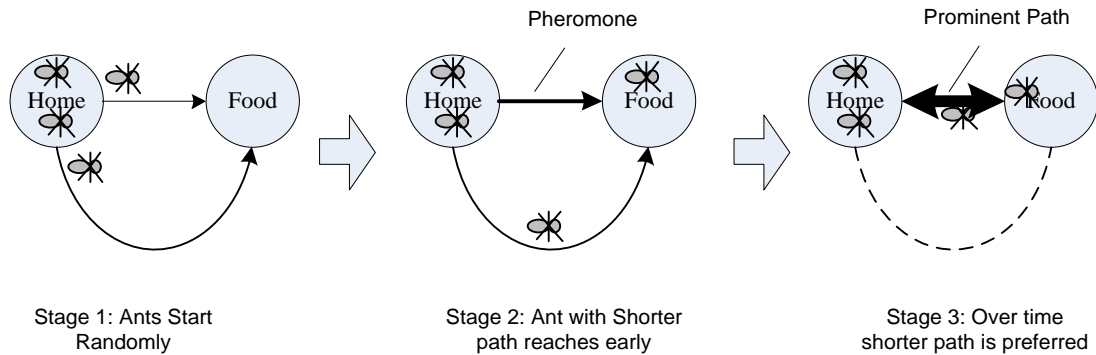 Pheromone
Prominent Path
Home
Food
Home
Food
Home
Food
Stage 1: Ants Start
Randomly
Stage 2: Ant with Shorter
path reaches early
Stage 3: Over time
shorter path is preferred